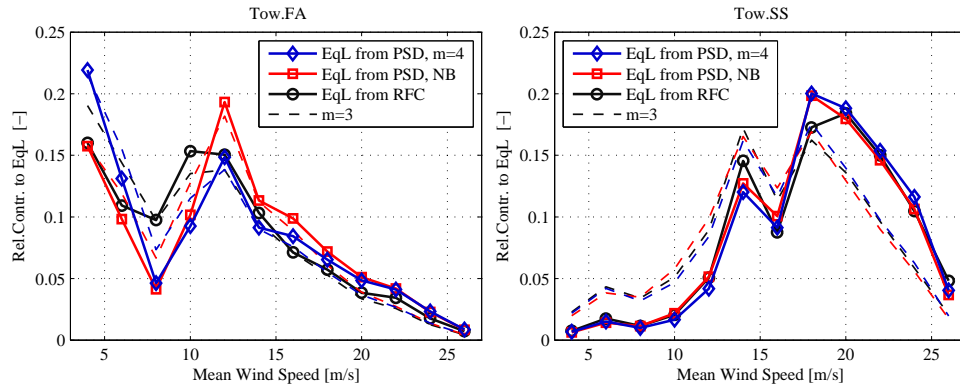 Tow.FA
0.25
0.2
0.15
0.1
0.05
0
5
10
15
20
25
Mean Wind Speed [m/s]
Rel.Contr. to EqL [−]
EqL from PSD, m=4
EqL from PSD, NB
EqL from RFC
m=3
Tow.SS
0.25
0.2
0.15
0.1
0.05
0
5
10
15
20
25
Mean Wind Speed [m/s]
Rel.Contr. to EqL [−]
EqL from PSD, m=4
EqL from PSD, NB
EqL from RFC
m=3